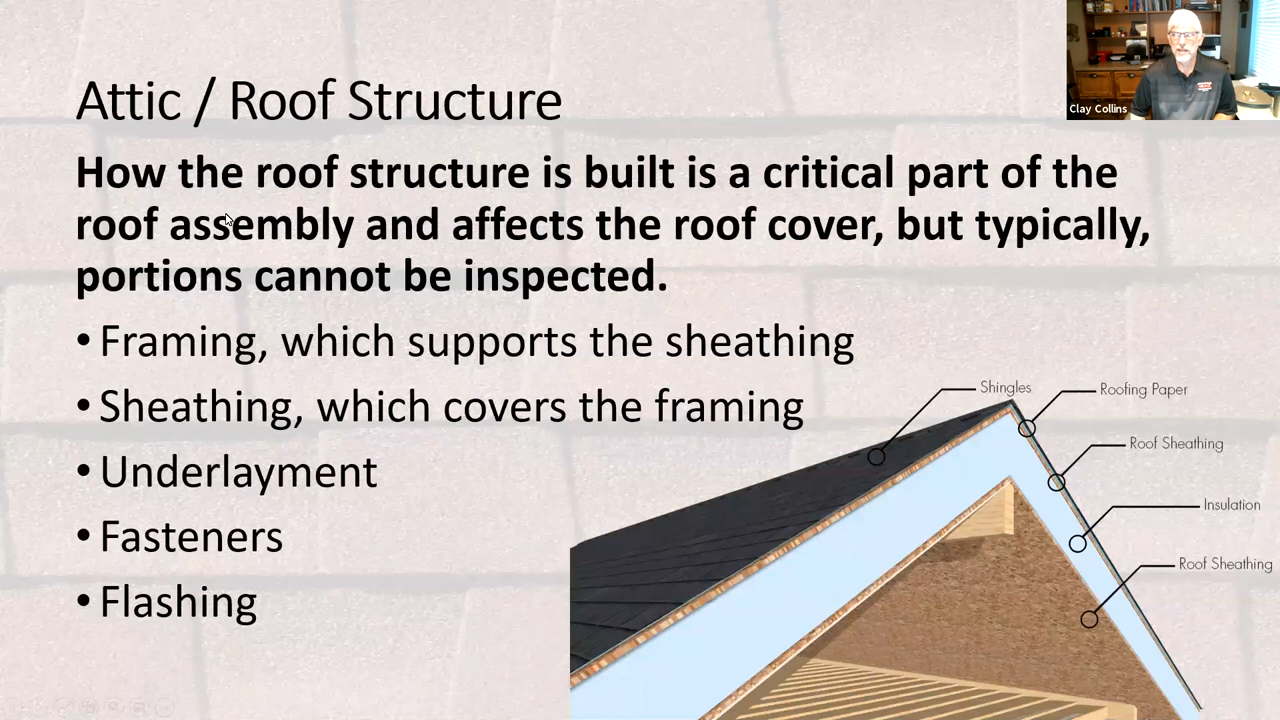 Clay Collins
Attic / Roof Structure
How the roof structure is built is a critical part of the
roof assembly and affects the roof cover, but typically,
portions cannot be inspected.
• Framing, which supports the sheathing
• Sheathing, which covers the framing
• Underlayment
• Fasteners
• Flashing
Shingles
Roofing Paper
Roof Sheathing
Insulation
Roof Sheathing